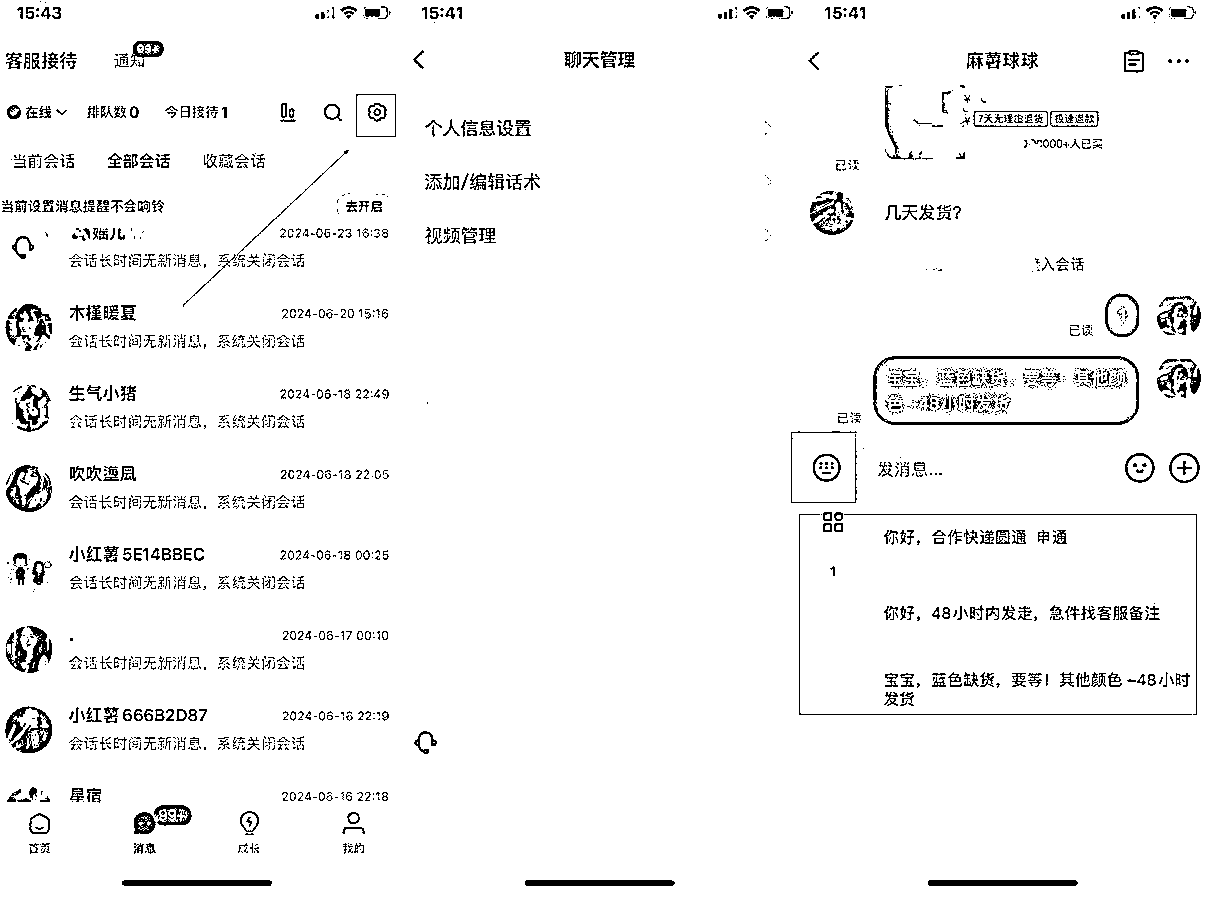 15:43
客服接待 通知 99+
在线 排队数 0 今日接待 1
当前会话 全部会话 收藏会话
当前设置消息提醒不会响铃 去开启
2024-06-23 16:38
会话长时间无新消息，系统关闭会话
木槿暖夏 2024-06-20 15:16
会话长时间无新消息，系统关闭会话
生气小猪 2024-06-18 22:49
会话长时间无新消息，系统关闭会话
吹吹 2024-06-18 22:05
会话长时间无新消息，系统关闭会话
小红薯5E14B8EC 2024-06-18 00:25
会话长时间无新消息，系统关闭会话
. 2024-06-17 00:10
会话长时间无新消息，系统关闭会话
小红薯666B2D87 2024-06-16 22:19
会话长时间无新消息，系统关闭会话
星宿 2024-06-16 22:18
99+
首页 消息 成长 我的
15:41
聊天管理
个人信息设置
添加/编辑话术
视频管理
15:41
麻薯球球
7天无理由退货 极速退款
000+人已买
已读
几天发货？
入会话
已读
宝宝，蓝色缺货，要等！其他颜
色-48小时发货
已读
发消息...
你好，合作快递圆通 申通
1
你好，48小时内发走，急件找客服备注
宝宝，蓝色缺货，要等！其他颜色-48小时
发货